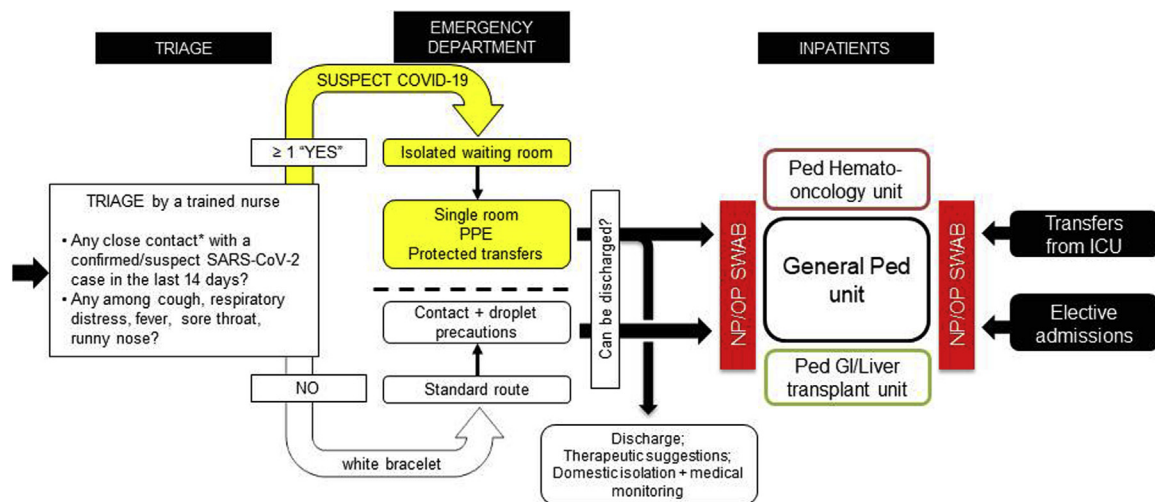 TRIAGE
EMERGENCY
DEPARTMENT
INPATIENTS
SUSPECT COVID-19
≥ 1 “YES”
Isolated waiting room
TRIAGE by a trained nurse
• Any close contact* with a
confirmed/suspect SARS-CoV-2
case in the last 14 days?
• Any among cough, respiratory
distress, fever, sore throat,
runny nose?
Single room
PPE
Protected transfers
Contact + droplet
precautions
NO
Standard route
white bracelet
Can be discharged?
Discharge;
Therapeutic suggestions;
Domestic isolation + medical
monitoring
NP/OP SWAB
Ped Hemato-
oncology unit
General Ped
unit
Ped GI/Liver
transplant unit
NP/OP SWAB
Transfers
from ICU
Elective
admissions